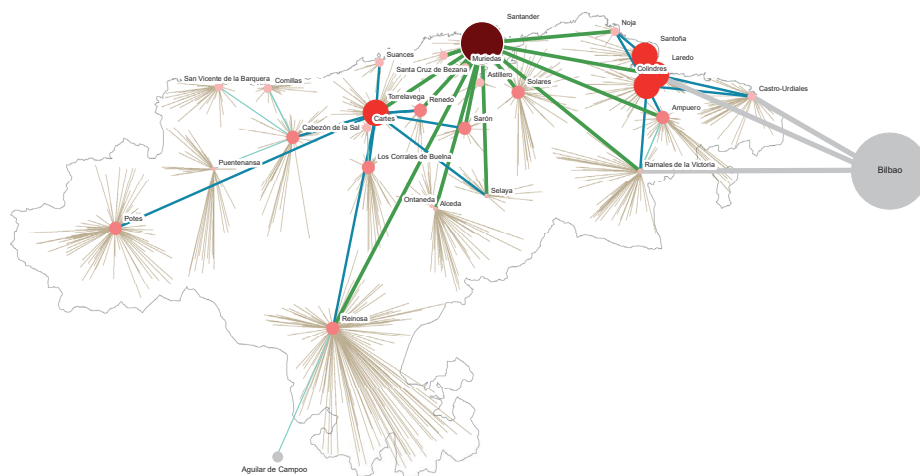 Santander
Noja
Santoña
Suances
Muriedas
Laredo
Santa Cruz de Bezana
Colindres
San Vicente de la Barquera
Comillas
Astillero
Solares
Castro-Urdiales
Torrelavega
Renedo
Ampuero
Cartes
Sarón
Cabezón de la Sal
Los Corrales de Buelna
Puentenansa
Ramales de la Victoria
Bilbao
Selaya
Ontaneda
Alceda
Potes
Reinosa
Aguilar de Campoo